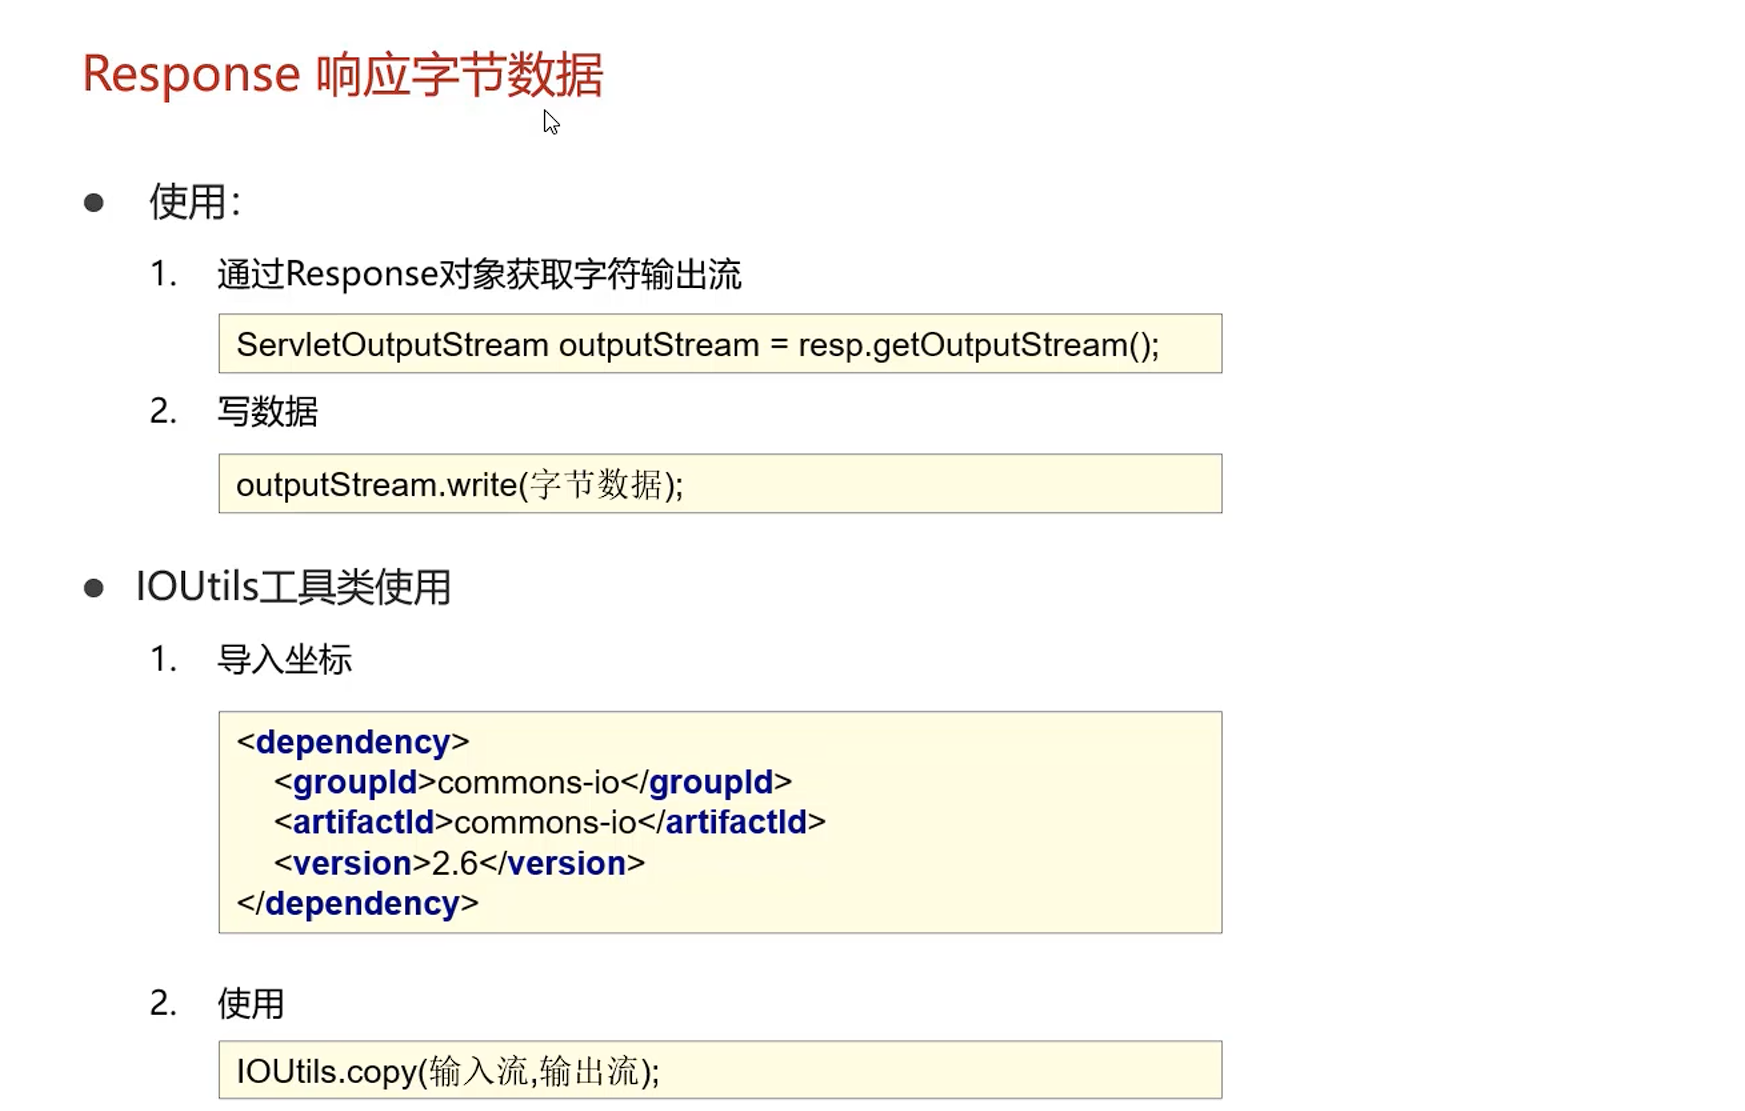 Response 响应字节数据
● 使用：
1. 通过Response对象获取字符输出流
ServletOutputStream outputStream = resp.getOutputStream();
2. 写数据
outputStream.write(字节数据);
● IOUtils工具类使用
1. 导入坐标
<dependency>
<groupId>commons-io</groupId>
<artifactId>commons-io</artifactId>
<version>2.6</version>
</dependency>
2. 使用
IOUtils.copy(输入流,输出流);